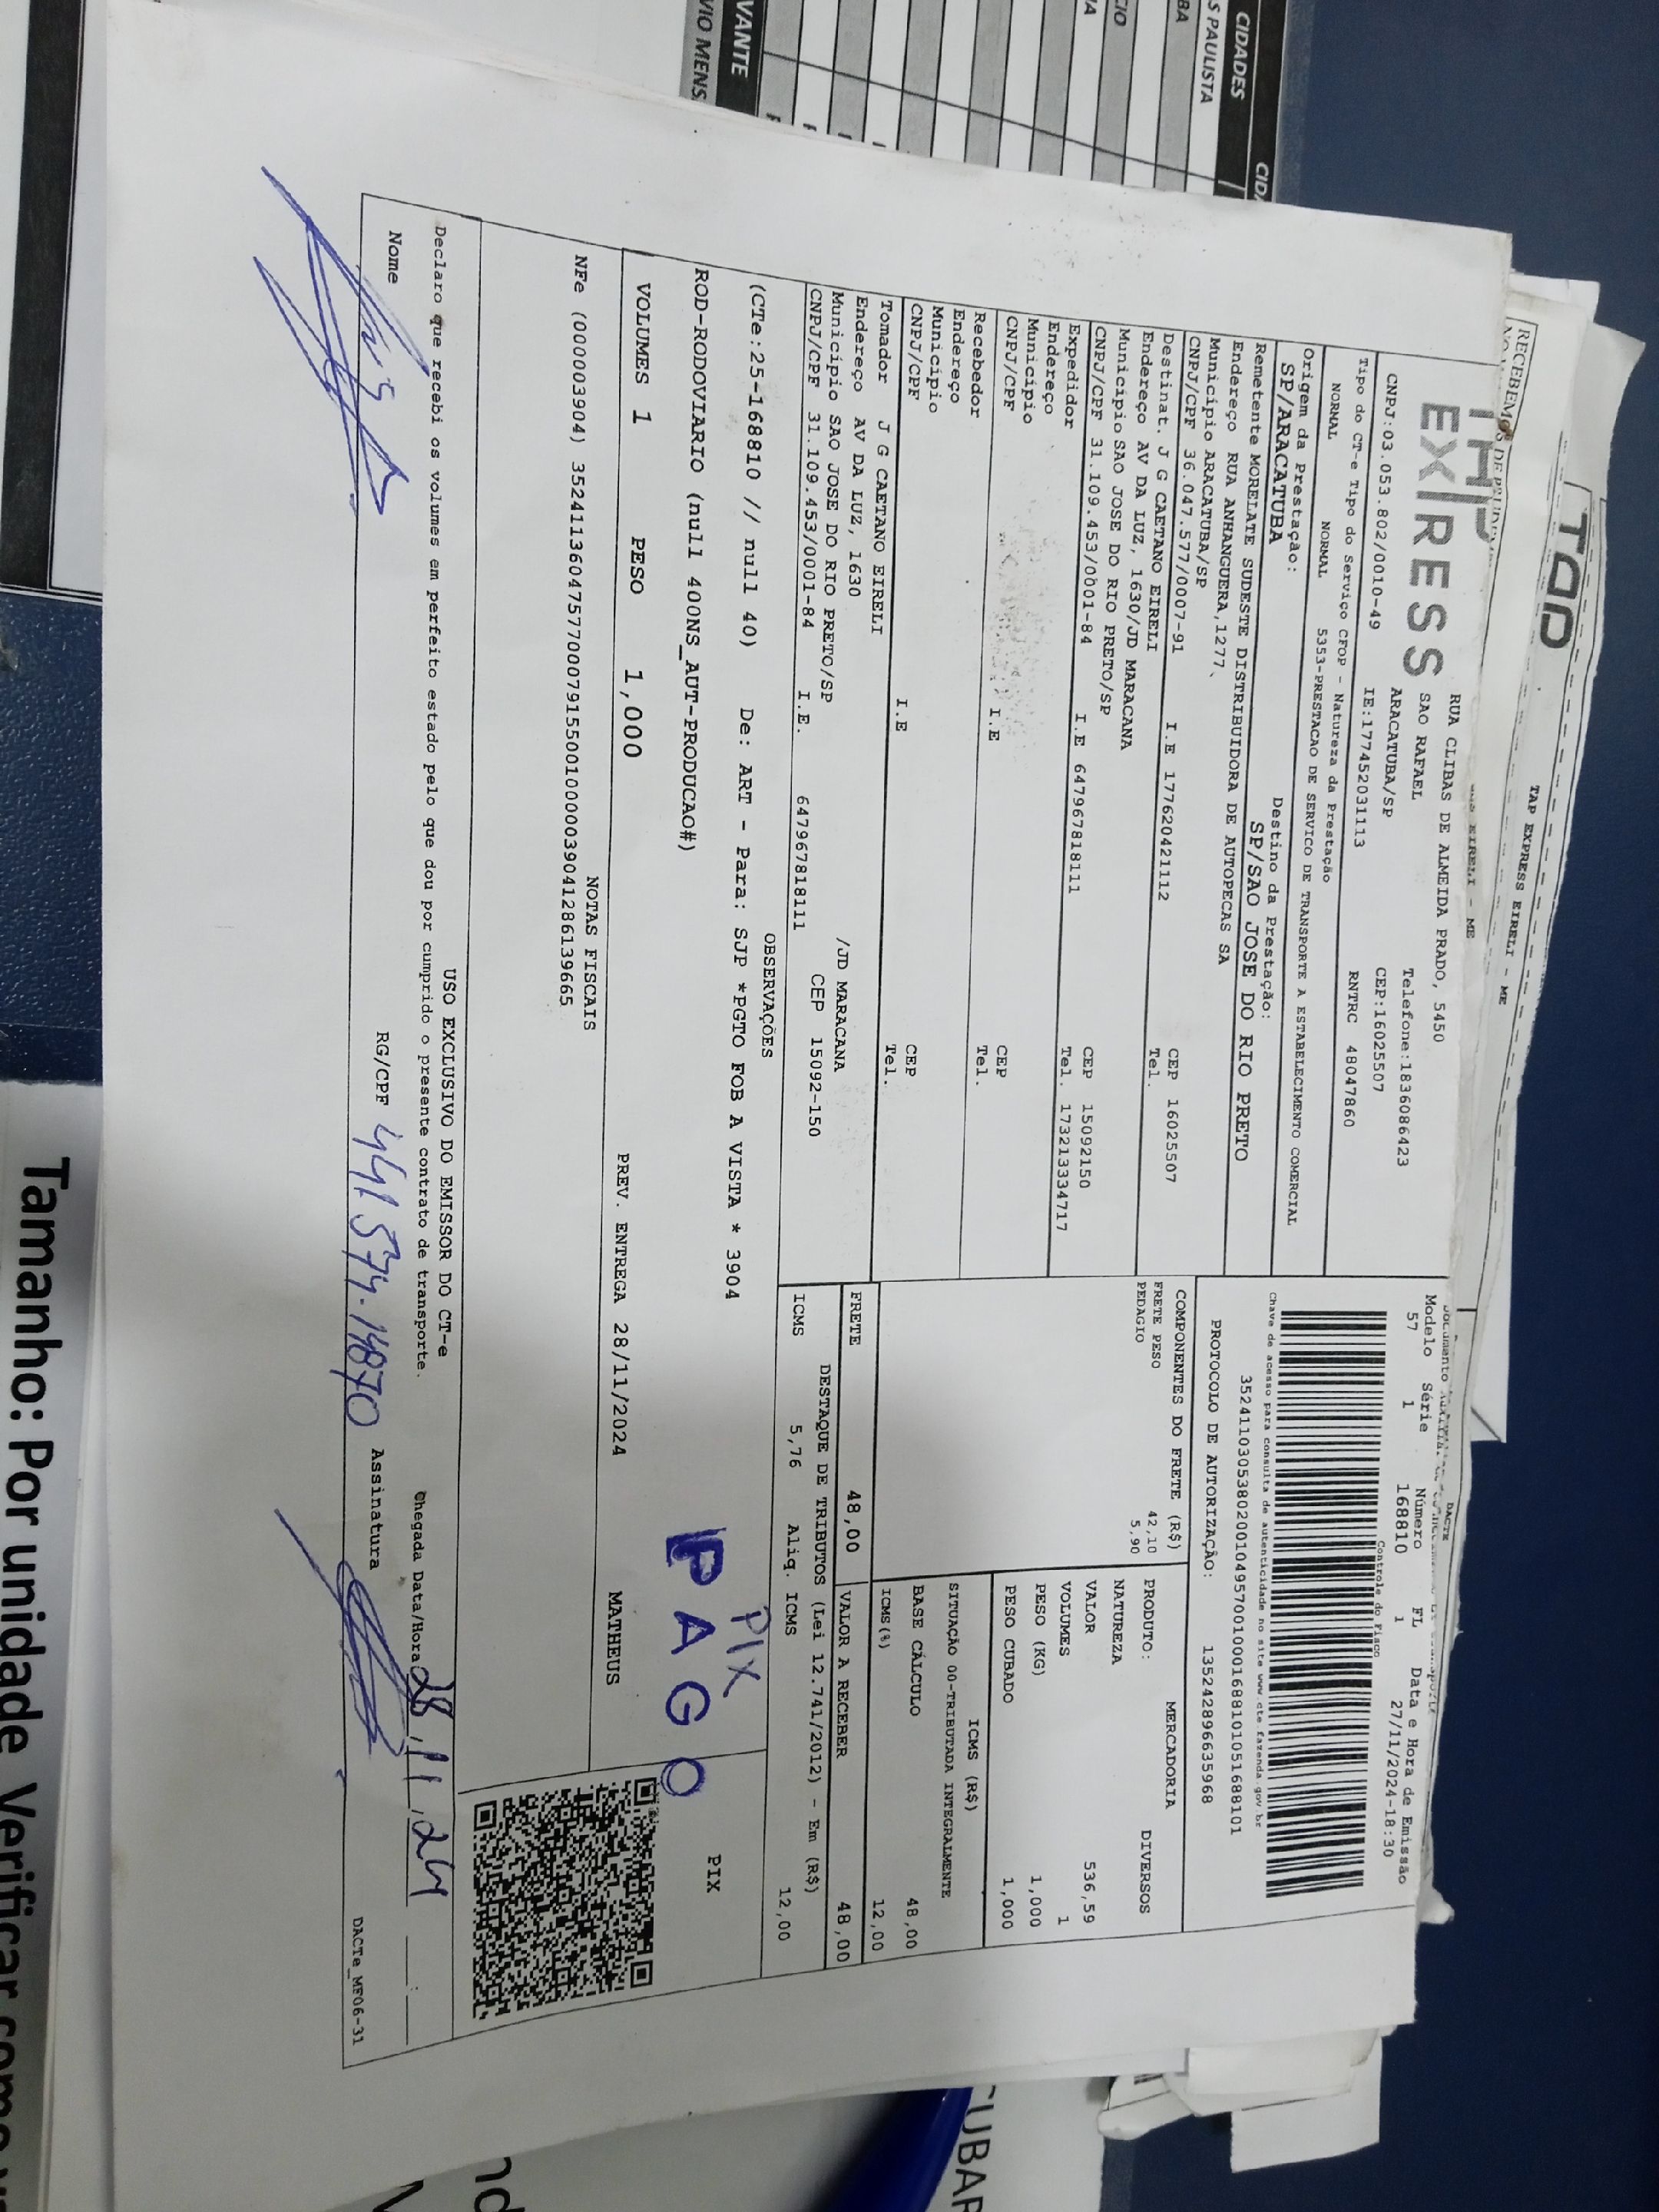 TAP EXPRESS EIRELI - ME
EXPRESS
RUA CLIBAS DE ALMEIDA PRADO, 5450
SAO RAFAEL
Telefone:1836086423
ARACATUBA/SP
CEP:16025507
CNPJ:03.053.802/0010-49
IE:177452031113
RNTRC 48047860
DACTE
Modelo Série Número FL Data e Hora de Emissão
57 1 168810 1 27/11/2024-18:30
Controle do Fisco
Tipo do CT-e Tipo do Serviço CFOP - Natureza da Prestação
NORMAL NORMAL 5353-PRESTACAO DE SERVICO DE TRANSPORTE A ESTABELECIMENTO COMERCIAL
Chave de acesso para consulta de autenticidade no site www.cte.fazenda.gov.br
35241103053802001049570010001688101051688101
PROTOCOLO DE AUTORIZAÇÃO: 135242896635968
Origem da Prestação: Destino da Prestação:
SP/ARACATUBA SP/SAO JOSE DO RIO PRETO
Remetente MORELATE SUDESTE DISTRIBUIDORA DE AUTOPECAS SA
Endereço RUA ANHANGUERA,1277,
Município ARACATUBA/SP CEP 16025507
CNPJ/CPF 36.047.577/0007-91 I.E 177620421112 Tel.
Destinat. J G CAETANO EIRELI
Endereço AV DA LUZ, 1630/JD MARACANA
Município SAO JOSE DO RIO PRETO/SP CEP 15092150
CNPJ/CPF 31.109.453/0001-84 I.E 647967818111 Tel. 173213334717
Expedidor
Endereço
Município CEP
CNPJ/CPF I.E Tel.
Recebedor
Endereço
Município CEP
CNPJ/CPF I.E Tel.
Tomador J G CAETANO EIRELI
Endereço AV DA LUZ, 1630 /JD MARACANA
Município SAO JOSE DO RIO PRETO/SP CEP 15092-150
CNPJ/CPF 31.109.453/0001-84 I.E. 647967818111
COMPONENTES DO FRETE (R$)
FRETE PESO 42,10
PEDAGIO 5,90
MERCADORIA
PRODUTO: DIVERSOS
NATUREZA
VALOR 536,59
VOLUMES 1
PESO (KG) 1,000
PESO CUBADO 1,000
ICMS (R$)
SITUAÇÃO 00-TRIBUTADA INTEGRALMENTE
BASE CÁLCULO 48,00
ICMS(%) 12,00
FRETE 48,00 VALOR A RECEBER 48,00
DESTAQUE DE TRIBUTOS (Lei 12.741/2012) - Em (R$)
ICMS 5,76 Aliq. ICMS 12,00
OBSERVAÇÕES
(CTe:25-168810 // null 40) De: ART - Para: SJP *PGTO FOB A VISTA * 3904
ROD-RODOVIARIO (null 400NS_AUT-PRODUCAO#)
PIX
PAGO
PIX
VOLUMES 1 PESO 1,000 PREV. ENTREGA 28/11/2024 MATHEUS
NOTAS FISCAIS
NFe (000003904) 35241136047577000791550010000039041286139665
USO EXCLUSIVO DO EMISSOR DO CT-e
Declaro que recebi os volumes em perfeito estado pelo que dou por cumprido o presente contrato de transporte. Chegada Data/Hora 28,11,24
Nome RG/CPF Assinatura
DACTe_MF06-31
CIDADES
S PAULISTA
VANTE
VIO MENS
Tamanho: Por unidade Verificar como
CUBAR